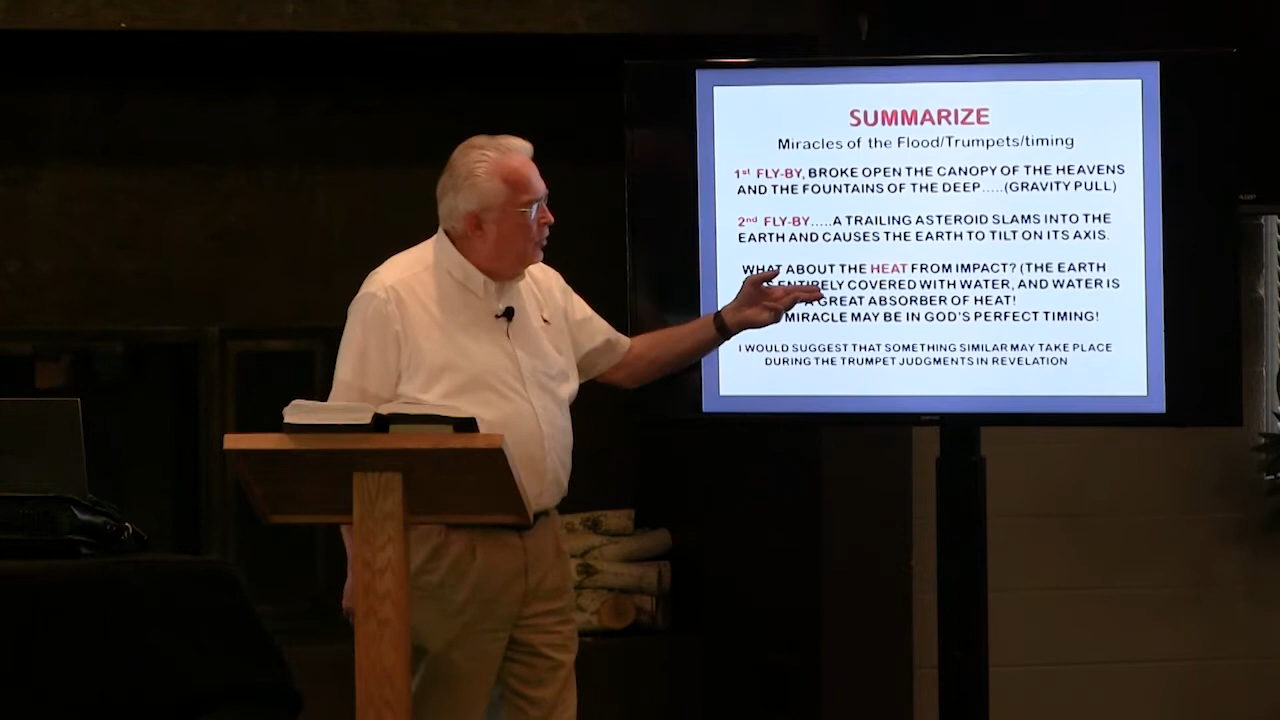 SUMMARIZE
Miracles of the Flood/Trumpets/timing
1st FLY-BY, BROKE OPEN THE CANOPY OF THE HEAVENS
AND THE FOUNTAINS OF THE DEEP.....(GRAVITY PULL)
2nd FLY-BY.....A TRAILING ASTEROID SLAMS INTO THE
EARTH AND CAUSES THE EARTH TO TILT ON ITS AXIS.
WHAT ABOUT THE HEAT FROM IMPACT? (THE EARTH
ENTIRELY COVERED WITH WATER, AND WATER IS
A GREAT ABSORBER OF HEAT!
MIRACLE MAY BE IN GOD'S PERFECT TIMING!
I WOULD SUGGEST THAT SOMETHING SIMILAR MAY TAKE PLACE
DURING THE TRUMPET JUDGMENTS IN REVELATION